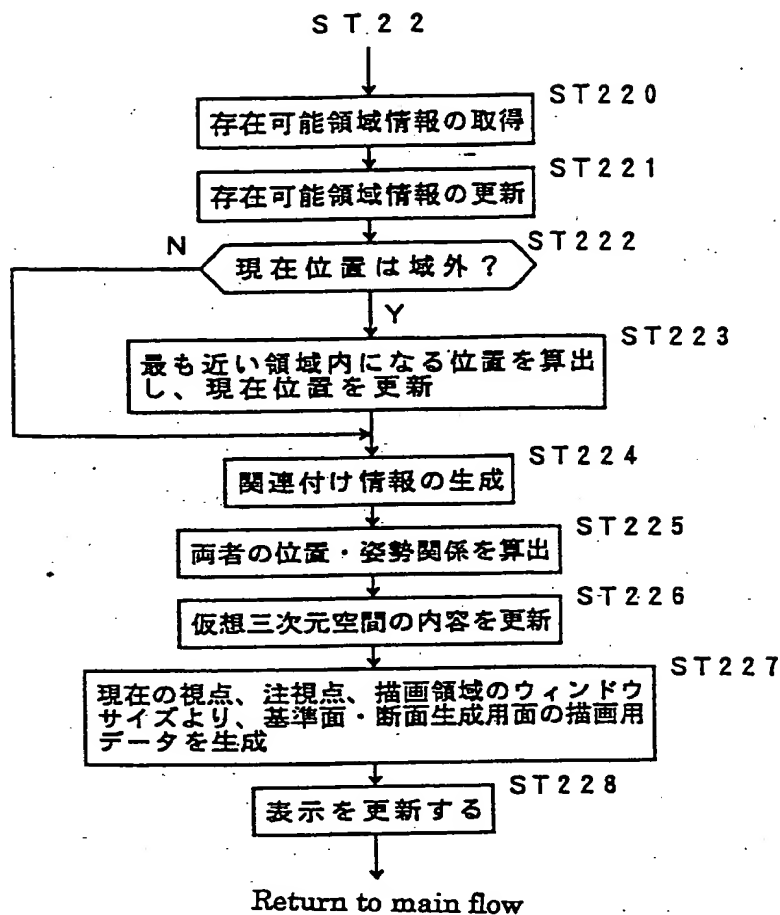 ST22
ST220
存在可能領域情報の取得
ST221
存在可能領域情報の更新
ST222
N
現在位置は域外？
Y
ST223
最も近い領域内になる位置を算出
し、現在位置を更新
ST224
関連付け情報の生成
ST225
両者の位置・姿勢関係を算出
ST226
仮想三次元空間の内容を更新
ST227
現在の視点、注視点、描画領域のウィンドウ
サイズより、基準面・断面生成用面の描画用
データを生成
ST228
表示を更新する
Return to main flow